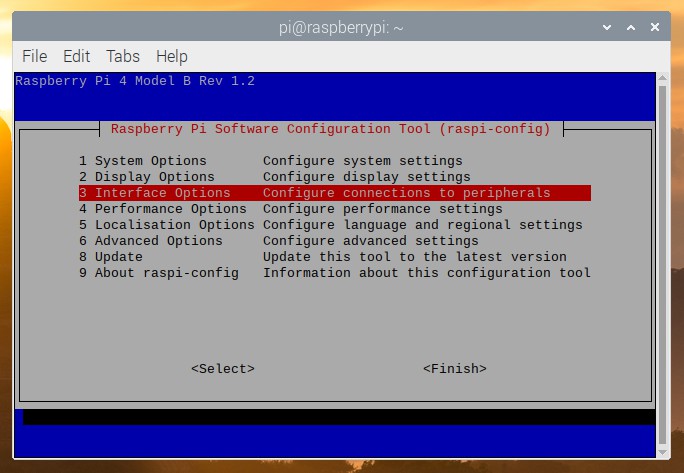 pi@raspberrypi: ~
File Edit Tabs Help
Raspberry Pi 4 Model B Rev 1.2
Raspberry Pi Software Configuration Tool (raspi-config)
1 System Options Configure system settings
2 Display Options Configure display settings
3 Interface Options Configure connections to peripherals
4 Performance Options Configure performance settings
5 Localisation Options Configure language and regional settings
6 Advanced Options Configure advanced settings
8 Update Update this tool to the latest version
9 About raspi-config Information about this configuration tool
<Select> <Finish>